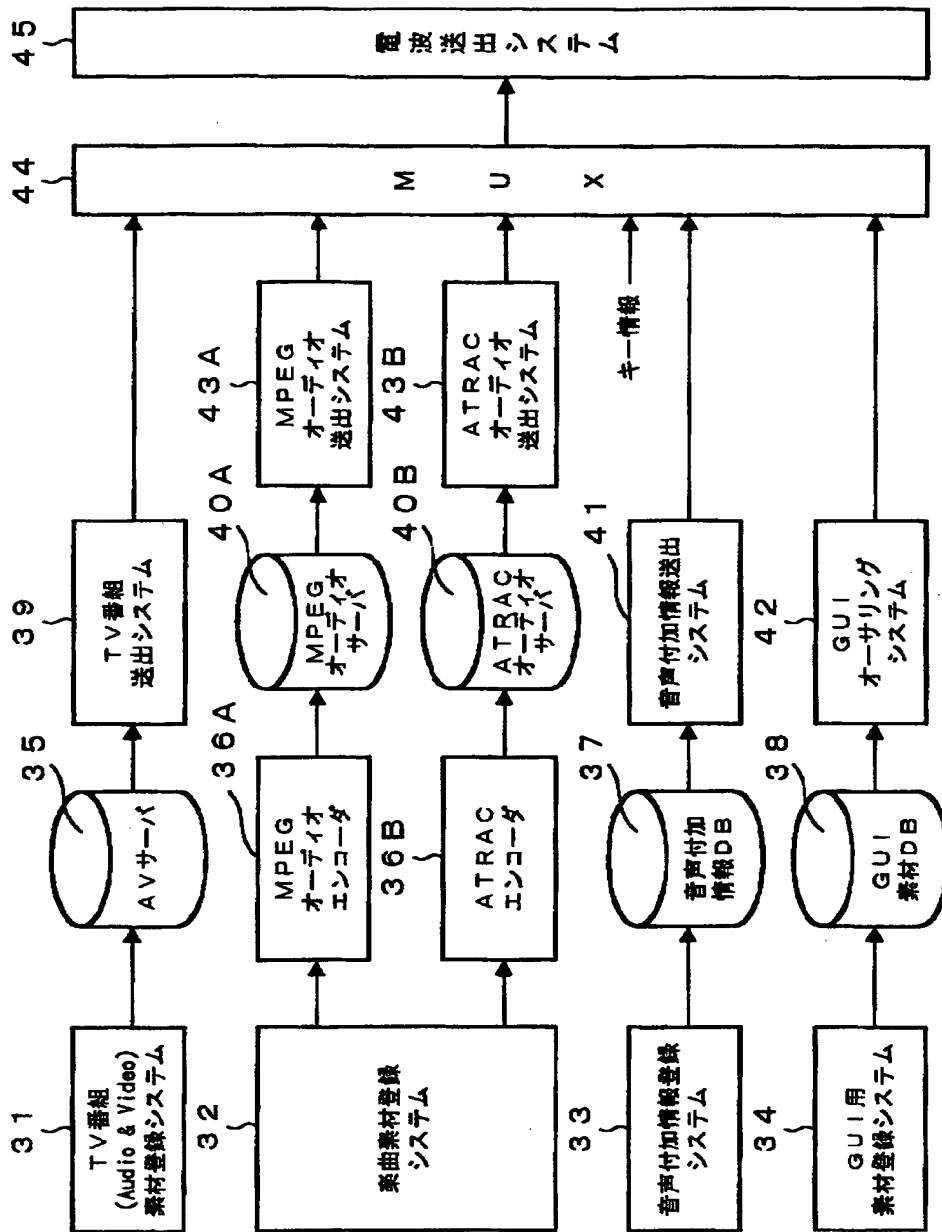 31
TV番組
(Audio & Video)
素材登録システム
35
AVサーバ
39
TV番組
送出システム
32
楽曲素材登録
システム
36A
MPEG
オーディオ
エンコーダ
40A
MPEG
オーディオ
サーバ
43A
MPEG
オーディオ
送出システム
36B
ATRAC
エンコーダ
40B
ATRAC
オーディオ
サーバ
43B
ATRAC
オーディオ
送出システム
キー情報
33
音声付加情報登録
システム
37
音声付加
情報DB
41
音声付加情報送出
システム
34
GUI用
素材登録システム
38
GUI
素材DB
42
GUI
オーサリング
システム
44
MUX
45
電波送出システム